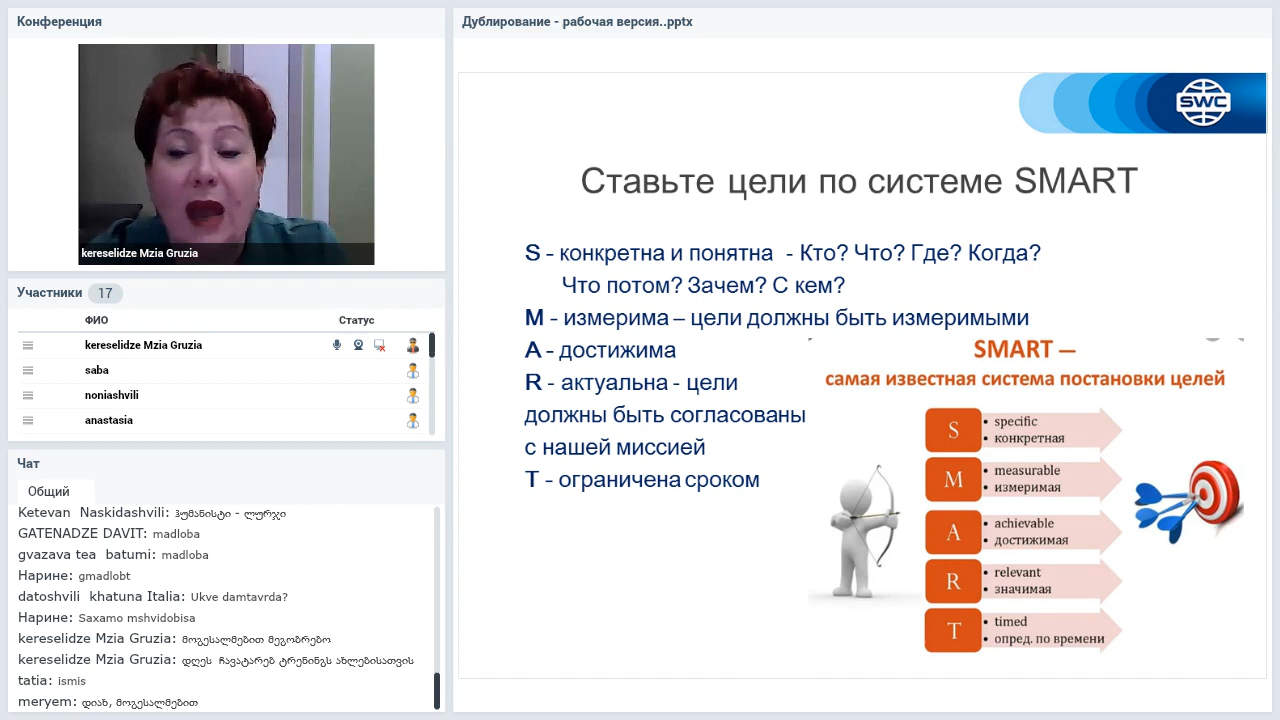 Конференция
kereselidze Mzia Gruzia
Участники 17
ФИО Статус
kereselidze Mzia Gruzia
saba
noniashvili
anastasia
Чат
Общий
Ketevan Naskidashvili: ჰუმანისტი - ლურჯი
GATENADZE DAVIT: madloba
gvazava tea batumi: madloba
Нарине: gmadlobt
datoshvili khatuna Italia: Ukve damtavrda?
Нарине: Saxamo mshvidobisa
kereselidze Mzia Gruzia: მოგესალმებით მეგობრებო
kereselidze Mzia Gruzia: დღეს ჩავატარებ ტრენინგს ახლებისათვის
tatia: ismis
meryem: დიახ, მოგესალმებით
Дублирование - рабочая версия..pptx
SWC
Ставьте цели по системе SMART
S - конкретна и понятна - Кто? Что? Где? Когда?
Что потом? Зачем? С кем?
M - измерима – цели должны быть измеримыми
A - достижима
R - актуальна - цели
должны быть согласованы
с нашей миссией
T - ограничена сроком
SMART —
самая известная система постановки целей
S
• specific
• конкретная
M
• measurable
• измеримая
A
• achievable
• достижимая
R
• relevant
• значимая
T
• timed
• опред. по времени